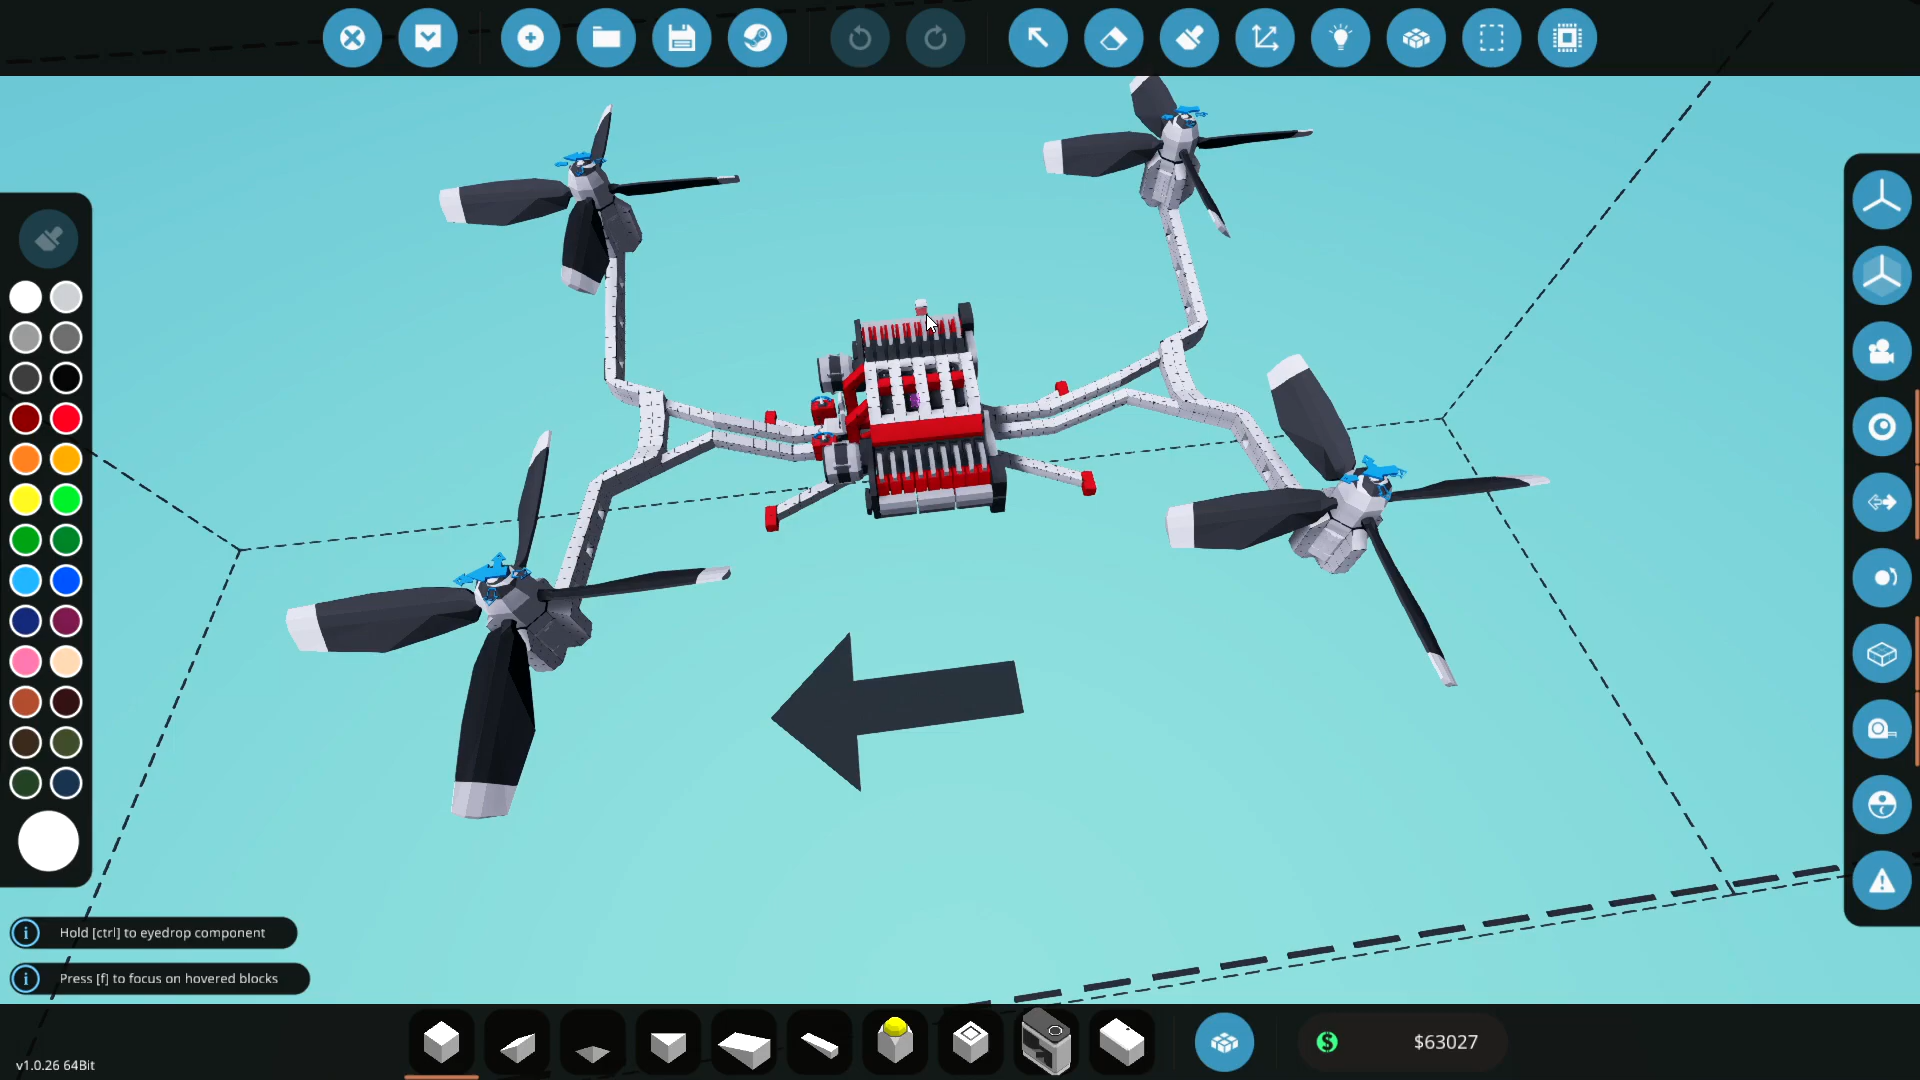 Hold [ctrl] to eyedrop component
Press [f] to focus on hovered blocks
v1.0.26 64Bit
$
$63027